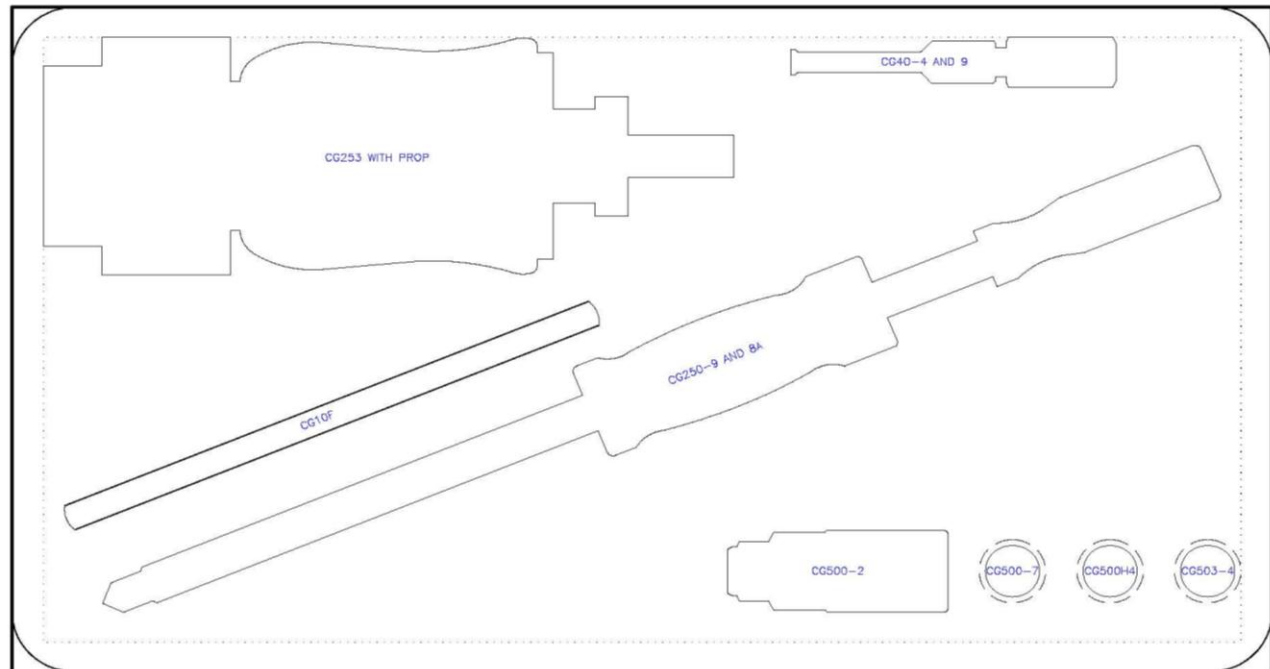 CG40-4 AND 9
CG253 WITH PROP
CG250-9 AND 8A
CG10F
CG500-2
CG500-7
CG500H4
CG503-4